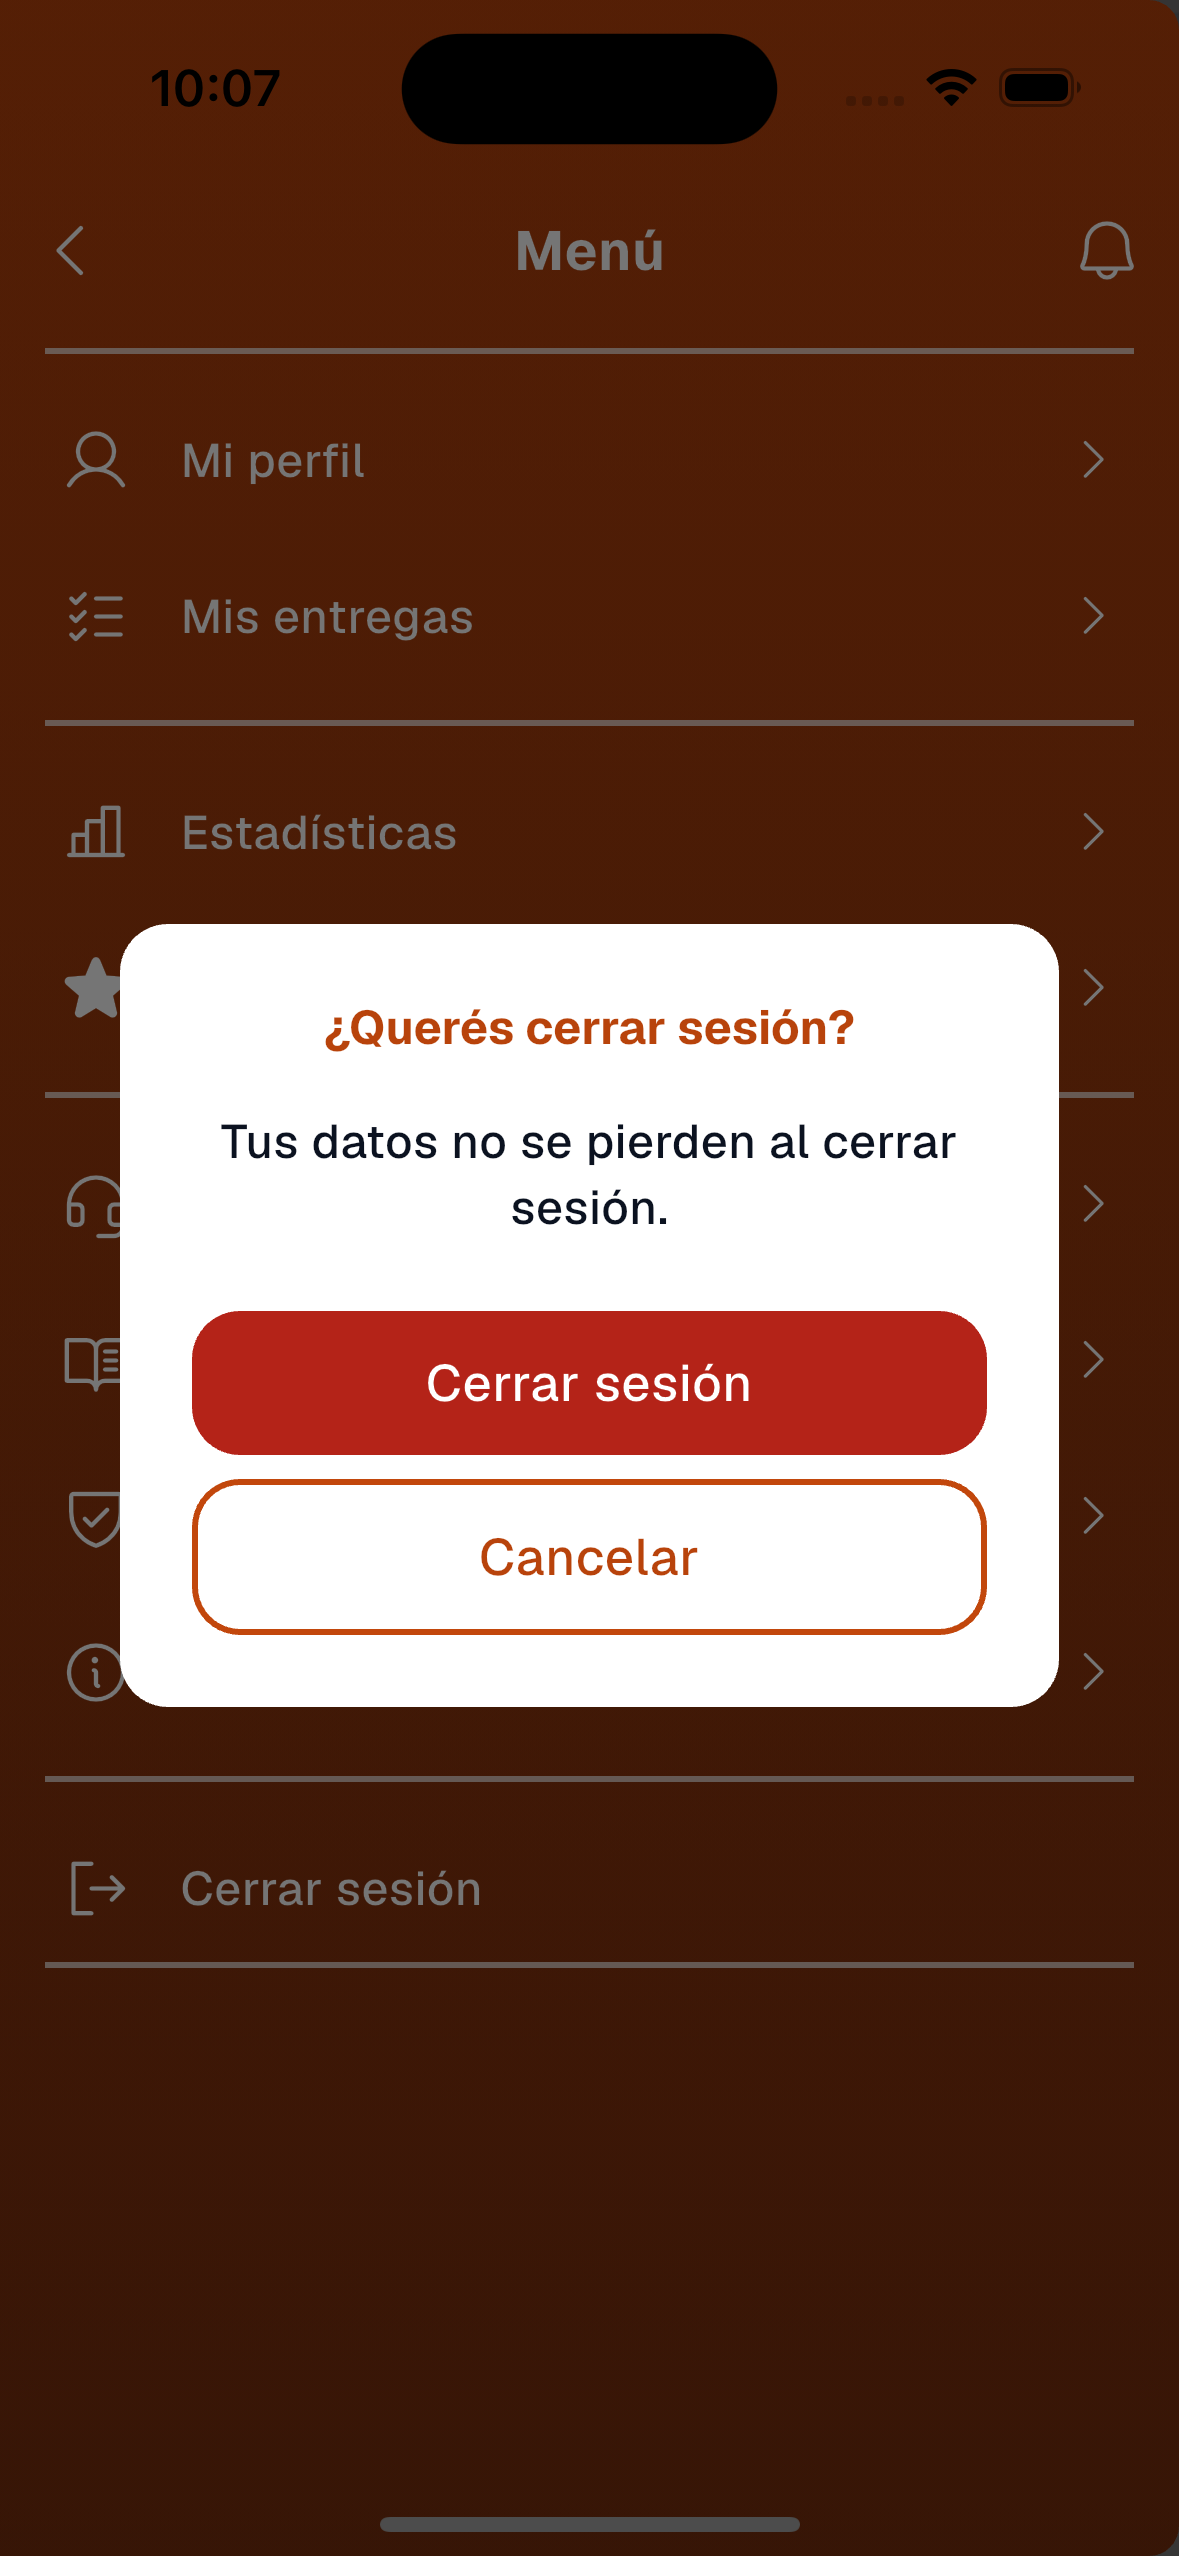 10:07
Menú
Mi perfil
Mis entregas
Estadísticas
¿Querés cerrar sesión?
Tus datos no se pierden al cerrar
sesión.
Cerrar sesión
Cancelar
Cerrar sesión